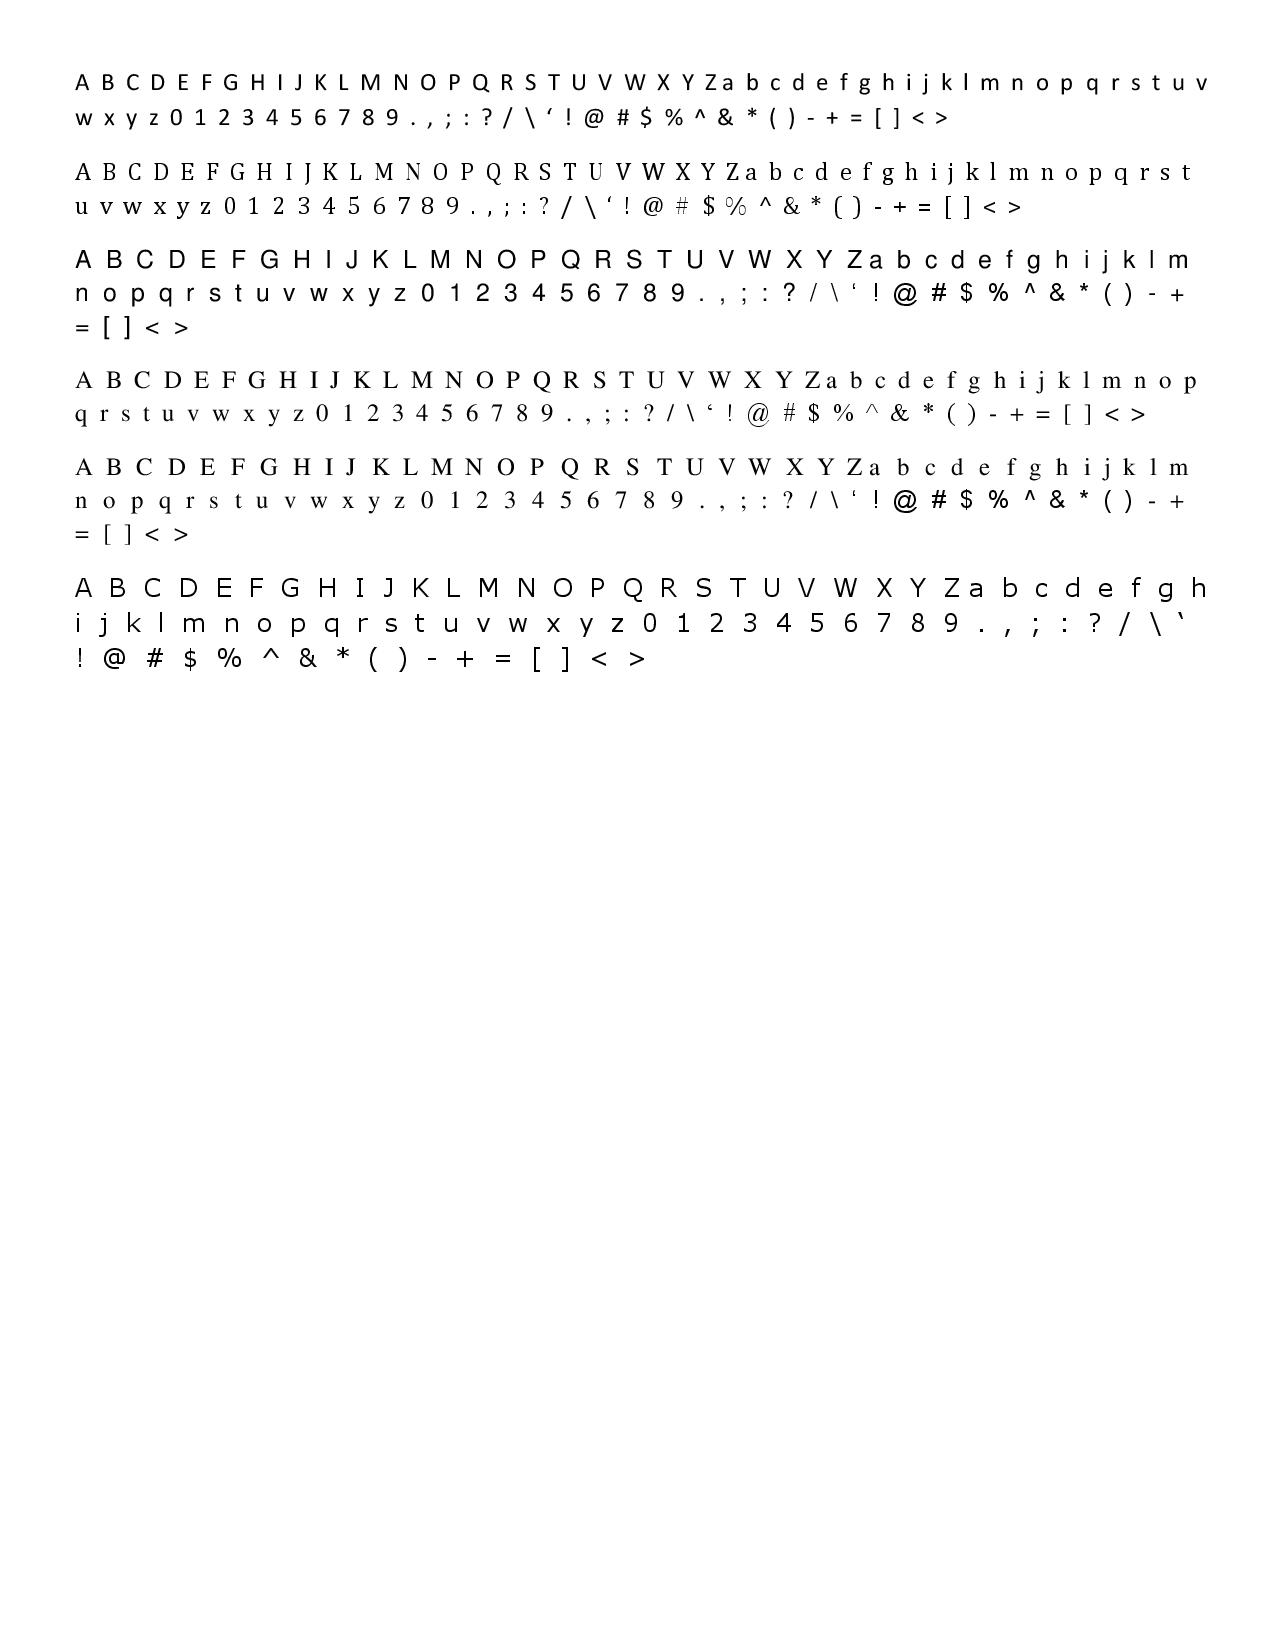 A B C D E F G H I J K L M N O P Q R S T U V W X Y Z a b c d e f g h i j k l m n o p q r s t u v
w x y z 0 1 2 3 4 5 6 7 8 9 . , ; : ? / \ ‘ ! @ # $ % ^ & * ( ) - + = [ ] < >
A B C D E F G H I J K L M N O P Q R S T U V W X Y Z a b c d e f g h i j k l m n o p q r s t
u v w x y z 0 1 2 3 4 5 6 7 8 9 . , ; : ? / \ ‘ ! @ # $ % ^ & * ( ) - + = [ ] < >
A B C D E F G H I J K L M N O P Q R S T U V W X Y Z a b c d e f g h i j k l m
n o p q r s t u v w x y z 0 1 2 3 4 5 6 7 8 9 . , ; : ? / \ ‘ ! @ # $ % ^ & * ( ) - +
= [ ] < >
A B C D E F G H I J K L M N O P Q R S T U V W X Y Z a b c d e f g h i j k l m n o p
q r s t u v w x y z 0 1 2 3 4 5 6 7 8 9 . , ; : ? / \ ‘ ! @ # $ % ^ & * ( ) - + = [ ] < >
A B C D E F G H I J K L M N O P Q R S T U V W X Y Z a b c d e f g h i j k l m
n o p q r s t u v w x y z 0 1 2 3 4 5 6 7 8 9 . , ; : ? / \ ‘ ! @ # $ % ^ & * ( ) - +
= [ ] < >
A B C D E F G H I J K L M N O P Q R S T U V W X Y Z a b c d e f g h
i j k l m n o p q r s t u v w x y z 0 1 2 3 4 5 6 7 8 9 . , ; : ? / \ ‘
! @ # $ % ^ & * ( ) - + = [ ] < >